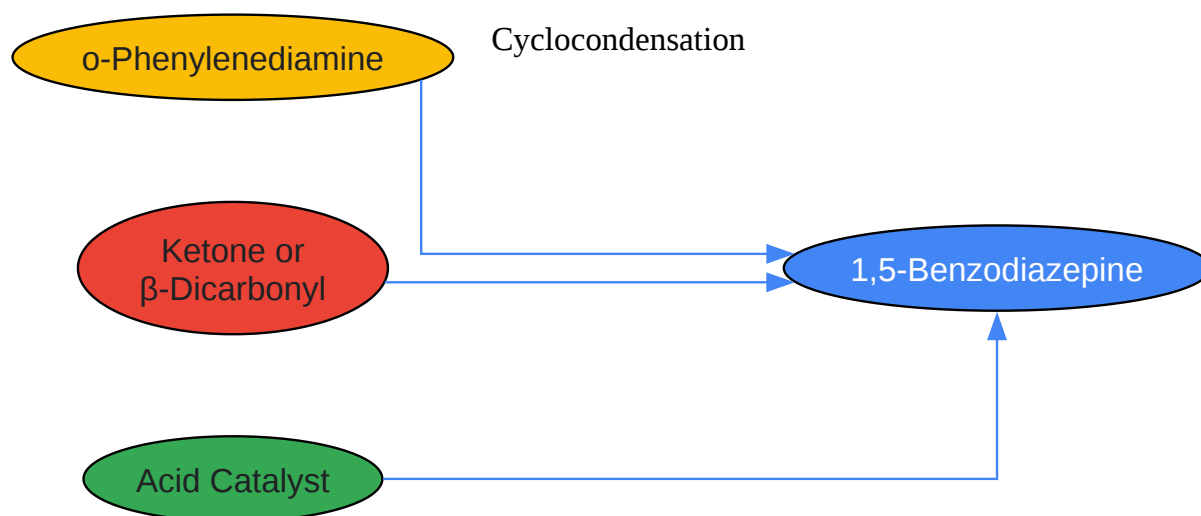 o-Phenylenediamine
Cyclocondensation
Ketone or
β-Dicarbonyl
1,5-Benzodiazepine
Acid Catalyst